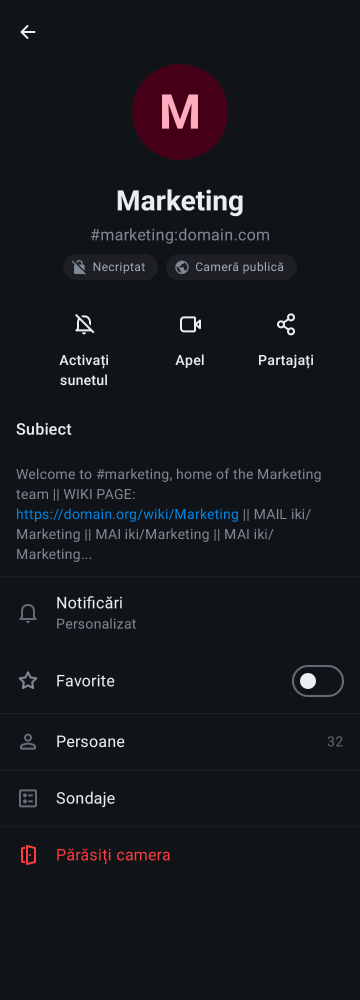 M
Marketing
#marketing:domain.com
Necriptat
Cameră publică
Activați
sunetul
Apel
Partajați
Subiect
Welcome to #marketing, home of the Marketing
team || WIKI PAGE:
https://domain.org/wiki/Marketing || MAIL iki/
Marketing || MAI iki/Marketing || MAI iki/
Marketing...
Notificări
Personalizat
Favorite
Persoane 32
Sondaje
Părăsiți camera